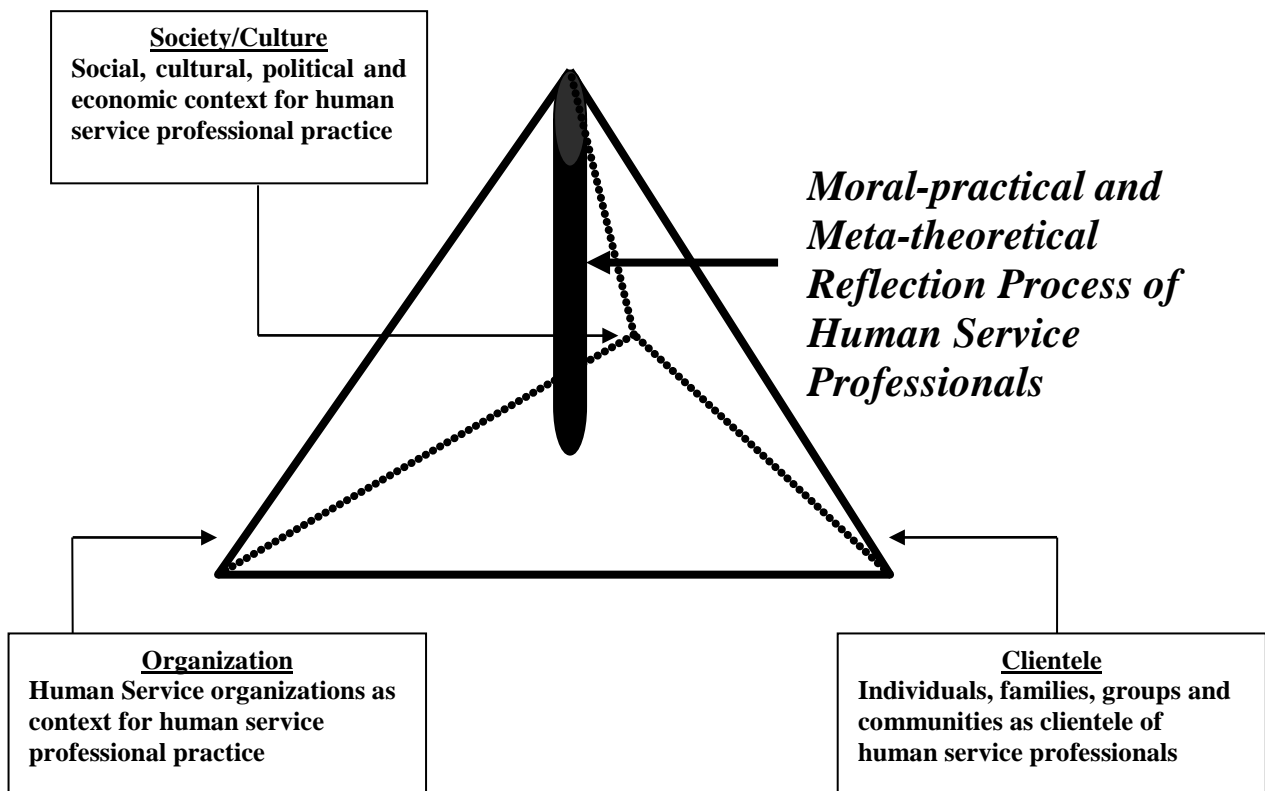 Society/Culture
Social, cultural, political and
economic context for human
service professional practice
Moral-practical and
Meta-theoretical
Reflection Process of
Human Service
Professionals
Organization
Human Service organizations as
context for human service
professional practice
Clientele
Individuals, families, groups and
communities as clientele of
human service professionals